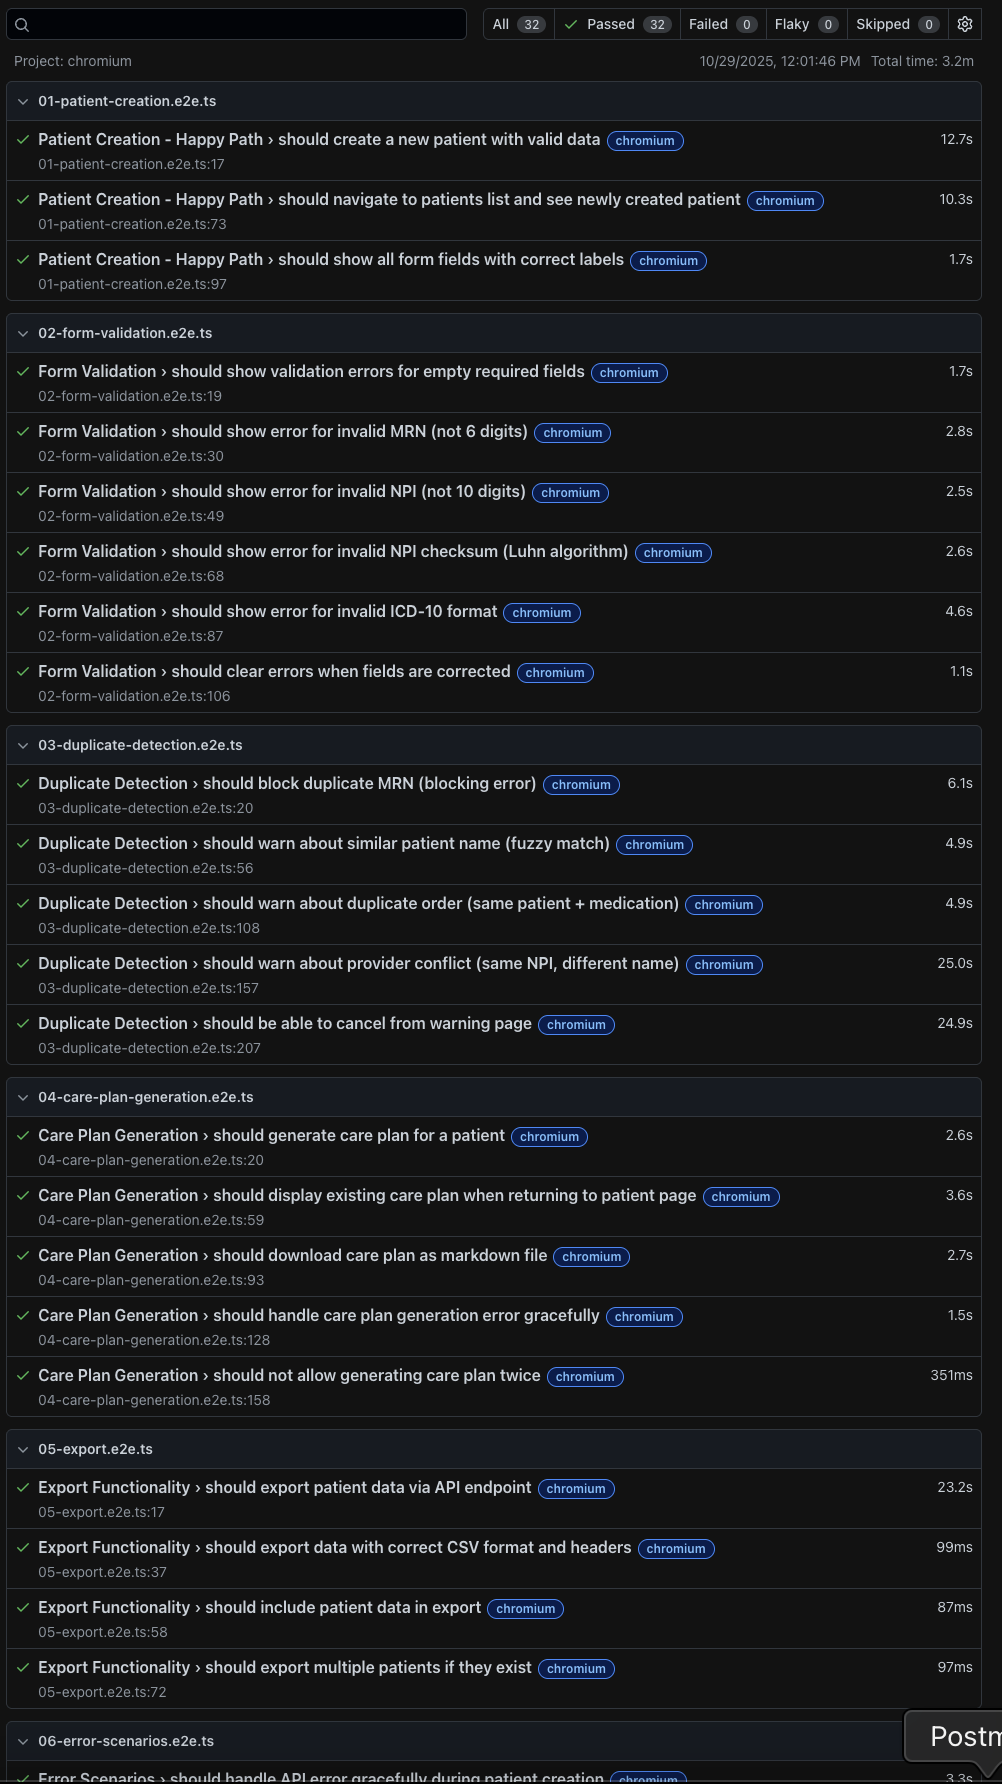 All 32 Passed 32 Failed 0 Flaky 0 Skipped 0
Project: chromium 10/29/2025, 12:01:46 PM Total time: 3.2m
01-patient-creation.e2e.ts
Patient Creation - Happy Path › should create a new patient with valid data chromium 12.7s
01-patient-creation.e2e.ts:17
Patient Creation - Happy Path › should navigate to patients list and see newly created patient chromium 10.3s
01-patient-creation.e2e.ts:73
Patient Creation - Happy Path › should show all form fields with correct labels chromium 1.7s
01-patient-creation.e2e.ts:97
02-form-validation.e2e.ts
Form Validation › should show validation errors for empty required fields chromium 1.7s
02-form-validation.e2e.ts:19
Form Validation › should show error for invalid MRN (not 6 digits) chromium 2.8s
02-form-validation.e2e.ts:30
Form Validation › should show error for invalid NPI (not 10 digits) chromium 2.5s
02-form-validation.e2e.ts:49
Form Validation › should show error for invalid NPI checksum (Luhn algorithm) chromium 2.6s
02-form-validation.e2e.ts:68
Form Validation › should show error for invalid ICD-10 format chromium 4.6s
02-form-validation.e2e.ts:87
Form Validation › should clear errors when fields are corrected chromium 1.1s
02-form-validation.e2e.ts:106
03-duplicate-detection.e2e.ts
Duplicate Detection › should block duplicate MRN (blocking error) chromium 6.1s
03-duplicate-detection.e2e.ts:20
Duplicate Detection › should warn about similar patient name (fuzzy match) chromium 4.9s
03-duplicate-detection.e2e.ts:56
Duplicate Detection › should warn about duplicate order (same patient + medication) chromium 4.9s
03-duplicate-detection.e2e.ts:108
Duplicate Detection › should warn about provider conflict (same NPI, different name) chromium 25.0s
03-duplicate-detection.e2e.ts:157
Duplicate Detection › should be able to cancel from warning page chromium 24.9s
03-duplicate-detection.e2e.ts:207
04-care-plan-generation.e2e.ts
Care Plan Generation › should generate care plan for a patient chromium 2.6s
04-care-plan-generation.e2e.ts:20
Care Plan Generation › should display existing care plan when returning to patient page chromium 3.6s
04-care-plan-generation.e2e.ts:59
Care Plan Generation › should download care plan as markdown file chromium 2.7s
04-care-plan-generation.e2e.ts:93
Care Plan Generation › should handle care plan generation error gracefully chromium 1.5s
04-care-plan-generation.e2e.ts:128
Care Plan Generation › should not allow generating care plan twice chromium 351ms
04-care-plan-generation.e2e.ts:158
05-export.e2e.ts
Export Functionality › should export patient data via API endpoint chromium 23.2s
05-export.e2e.ts:17
Export Functionality › should export data with correct CSV format and headers chromium 99ms
05-export.e2e.ts:37
Export Functionality › should include patient data in export chromium 87ms
05-export.e2e.ts:58
Export Functionality › should export multiple patients if they exist chromium 97ms
05-export.e2e.ts:72
06-error-scenarios.e2e.ts
Error Scenarios › should handle API error gracefully during patient creation chromium 3.3s